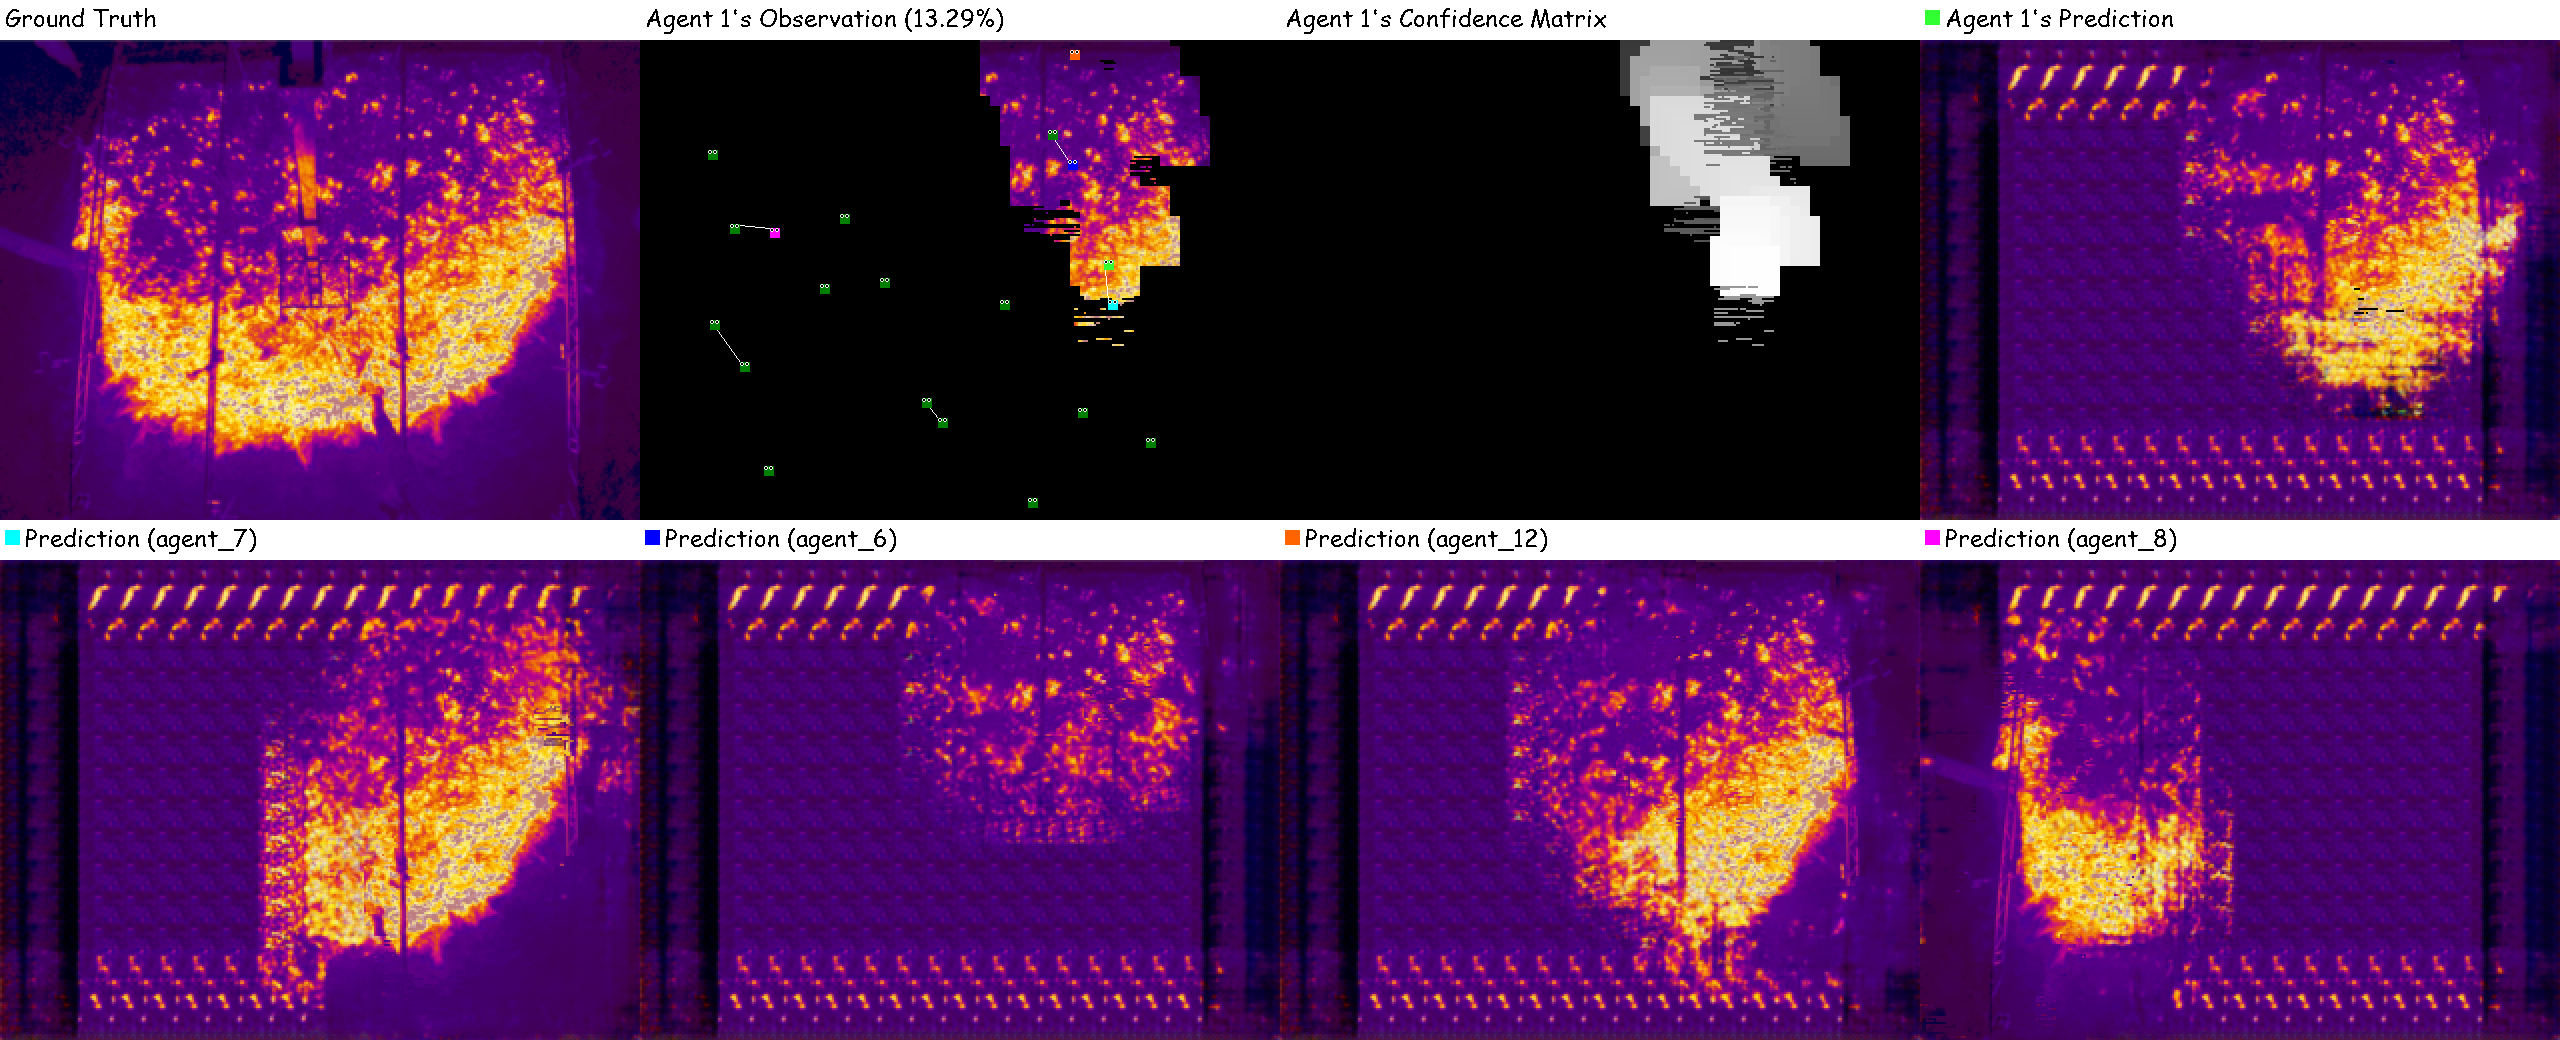 Ground Truth
Agent 1's Observation (13.29%)
Agent 1's Confidence Matrix
Agent 1's Prediction
Prediction (agent_7)
Prediction (agent_6)
Prediction (agent_12)
Prediction (agent_8)